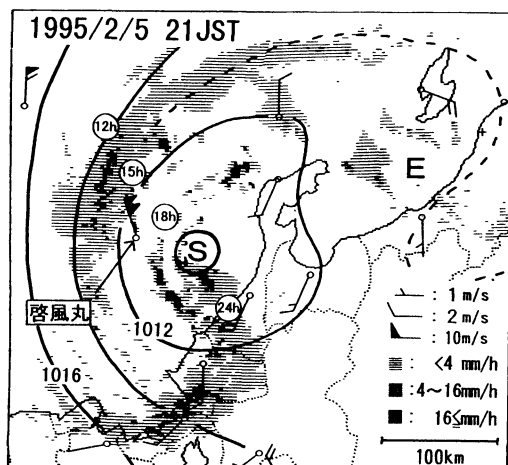 1995/2/5 21JST
12h
15h
E
18h
S
啓風丸
24h
1012
: 1 m/s
: 2 m/s
: 10m/s
1016
: <4 mm/h
: 4~16mm/h
: 16≤mm/h
100km